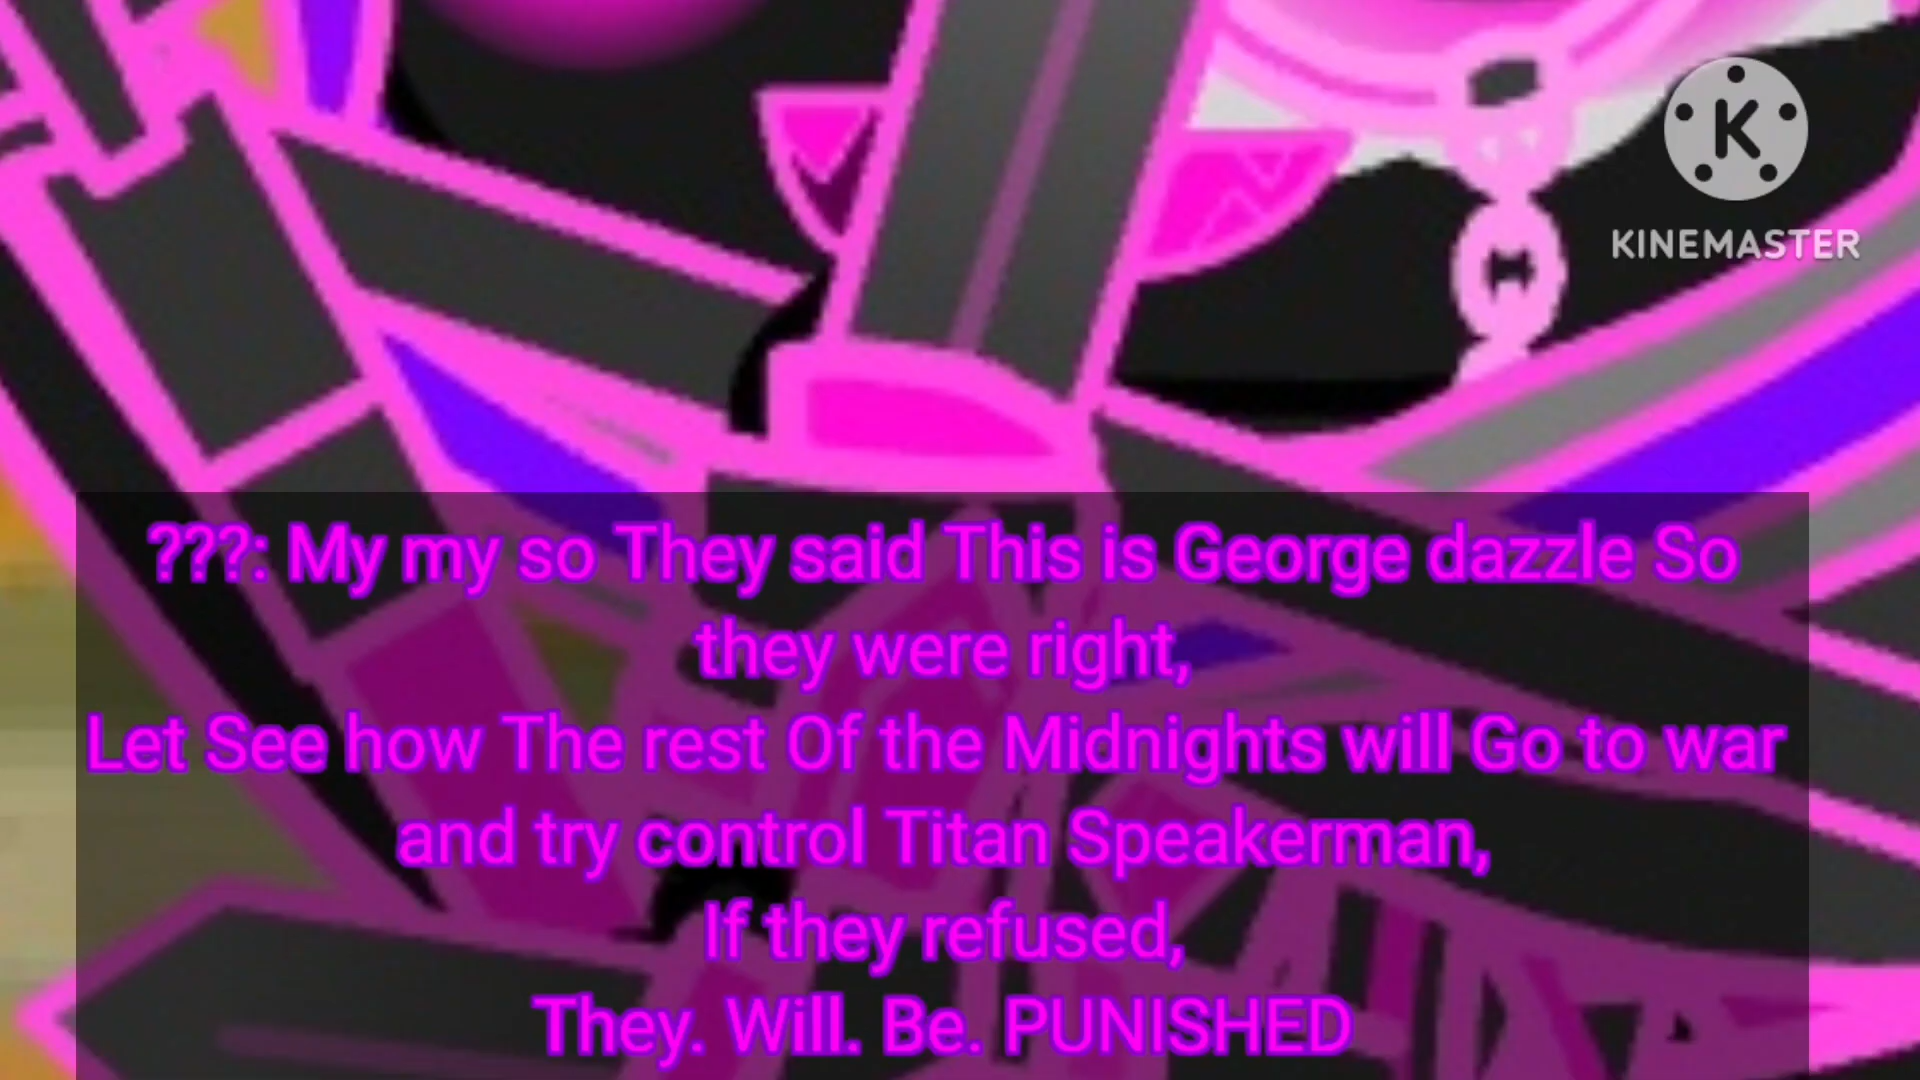 KINEMASTER
???: My my so They said This is George dazzle So
they were right,
Let See how The rest Of the Midnights will Go to war
and try control Titan Speakerman,
If they refused,
They. Will. Be. PUNISHED